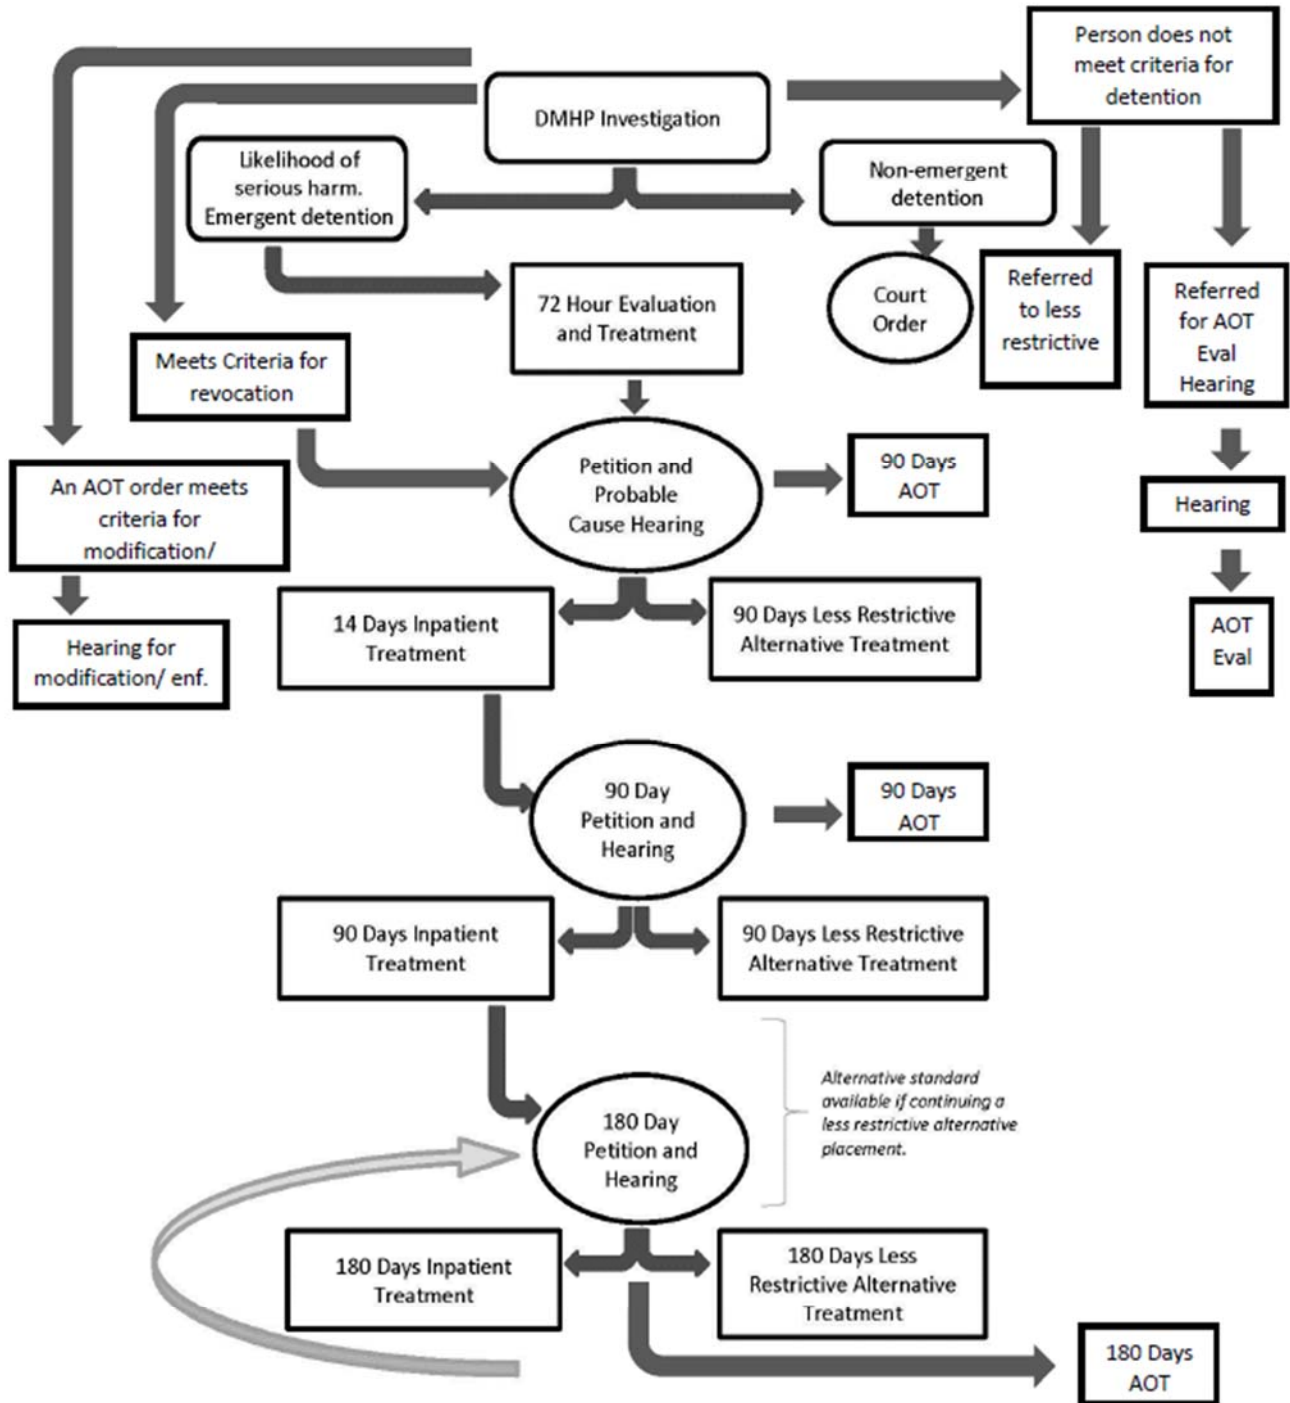 Person does not
meet criteria for
detention
DMHP Investigation
Likelihood of
serious harm.
Emergent detention
Non-emergent
detention
72 Hour Evaluation
and Treatment
Court
Order
Referred
to less
restrictive
Referred
for AOT
Eval
Hearing
Meets Criteria for
revocation
An AOT order meets
criteria for
modification/
Petition and
Probable
Cause Hearing
90 Days
AOT
Hearing
14 Days Inpatient
Treatment
90 Days Less Restrictive
Alternative Treatment
Hearing for
modification/ enf.
AOT
Eval
90 Day
Petition and
Hearing
90 Days
AOT
90 Days Inpatient
Treatment
90 Days Less Restrictive
Alternative Treatment
Alternative standard
available if continuing a
less restrictive alternative
placement.
180 Day
Petition and
Hearing
180 Days Inpatient
Treatment
180 Days Less
Restrictive Alternative
Treatment
180 Days
AOT